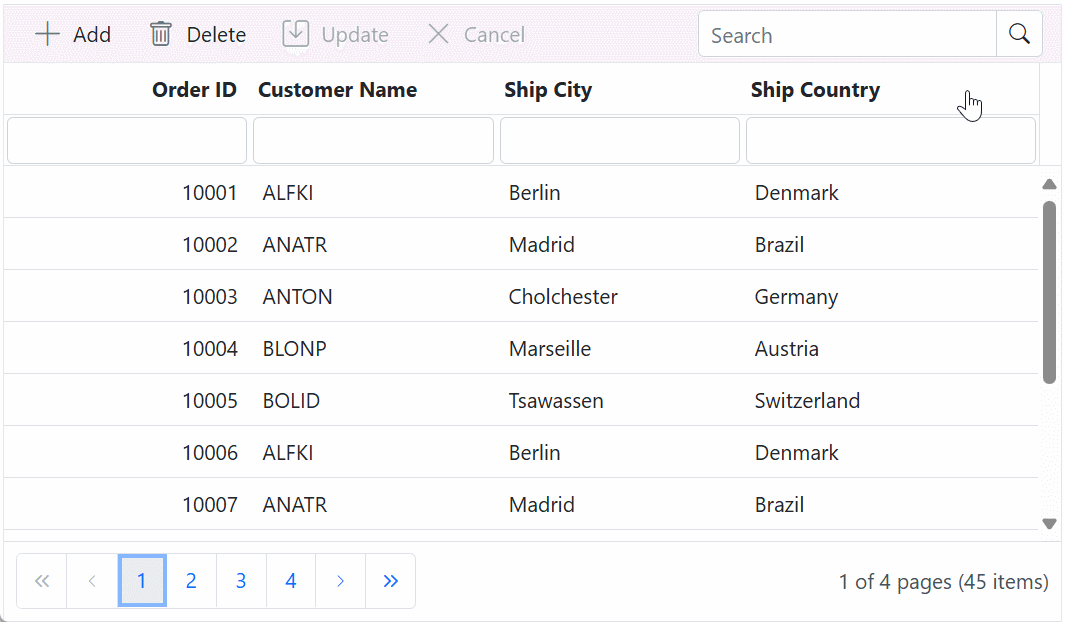 Add Delete Update Cancel Search
Order ID Customer Name Ship City Ship Country
10001 ALFKI Berlin Denmark
10002 ANATR Madrid Brazil
10003 ANTON Cholchester Germany
10004 BLONP Marseille Austria
10005 BOLID Tsawassen Switzerland
10006 ALFKI Berlin Denmark
10007 ANATR Madrid Brazil
« ‹ 1 2 3 4 › » 1 of 4 pages (45 items)